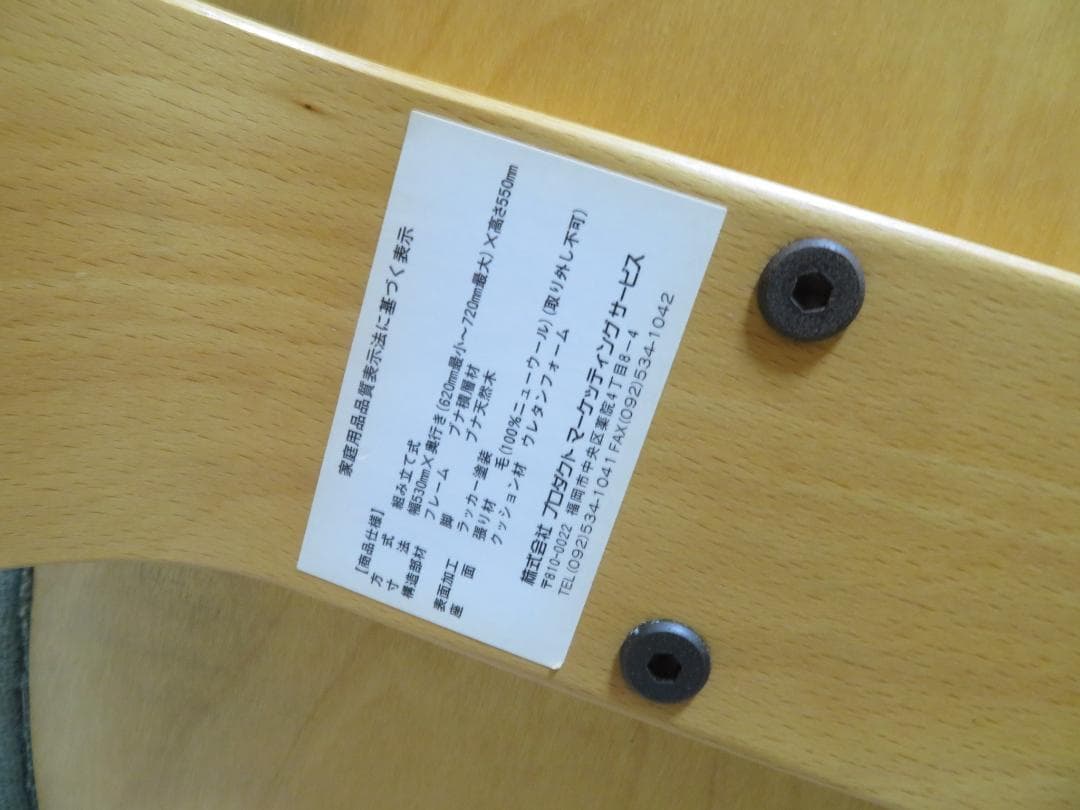 家庭用品品質表示法に基づく表示
【商品仕様】
方式 組み立て式
寸法 幅530mm×奥行き(620mm最小〜720mm最大)×高さ550mm
構造部材 フレーム ブナ積層材
脚 ブナ天然木
表面加工 ラッカー塗装
座面 張り材 毛(100%ニューウール)(取り外し不可)
クッション材 ウレタンフォーム
株式会社 プロダクト・マーケッティングサービス
〒810-0022 福岡市中央区薬院4丁目8-4
TEL(092)534-1041 FAX(092)534-1042